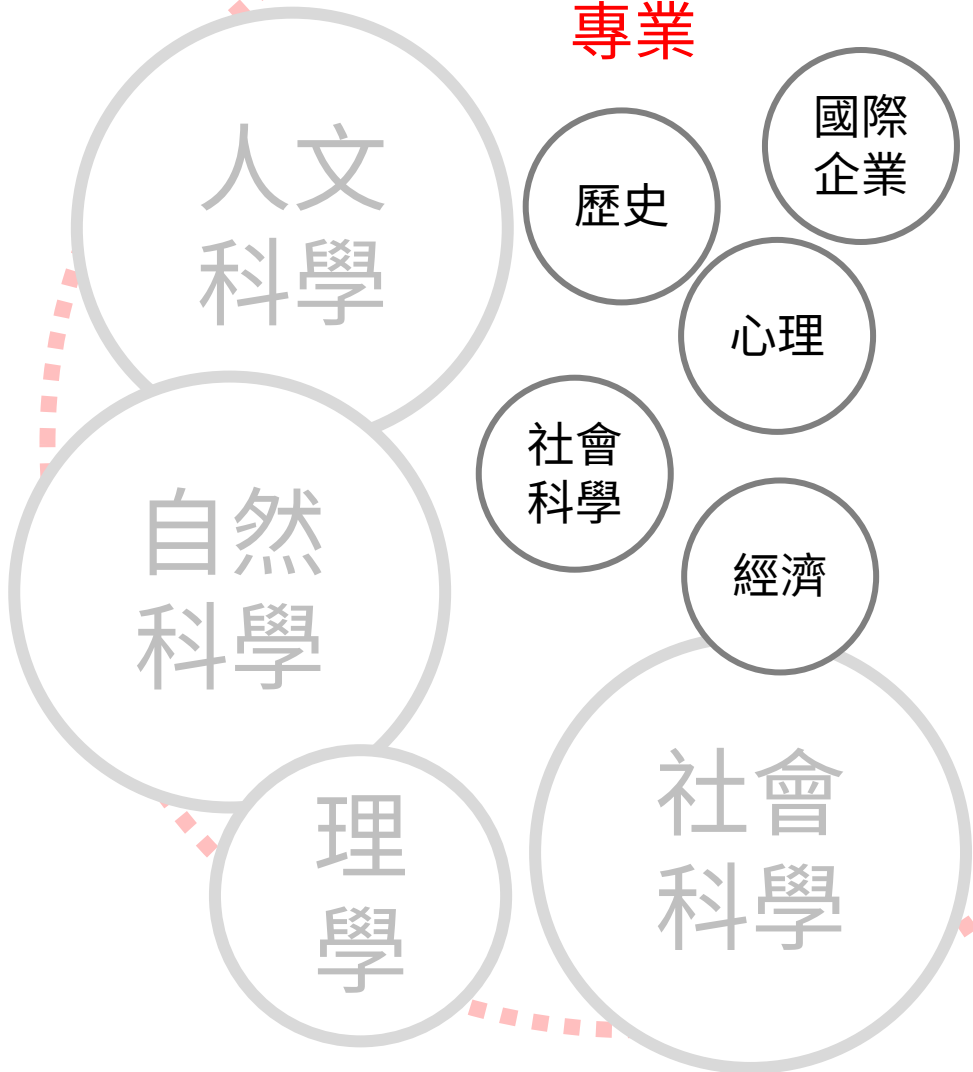 專業
國際
企業
人文
科學
歷史
心理
社會
科學
自然
科學
經濟
理
學
社會
科學